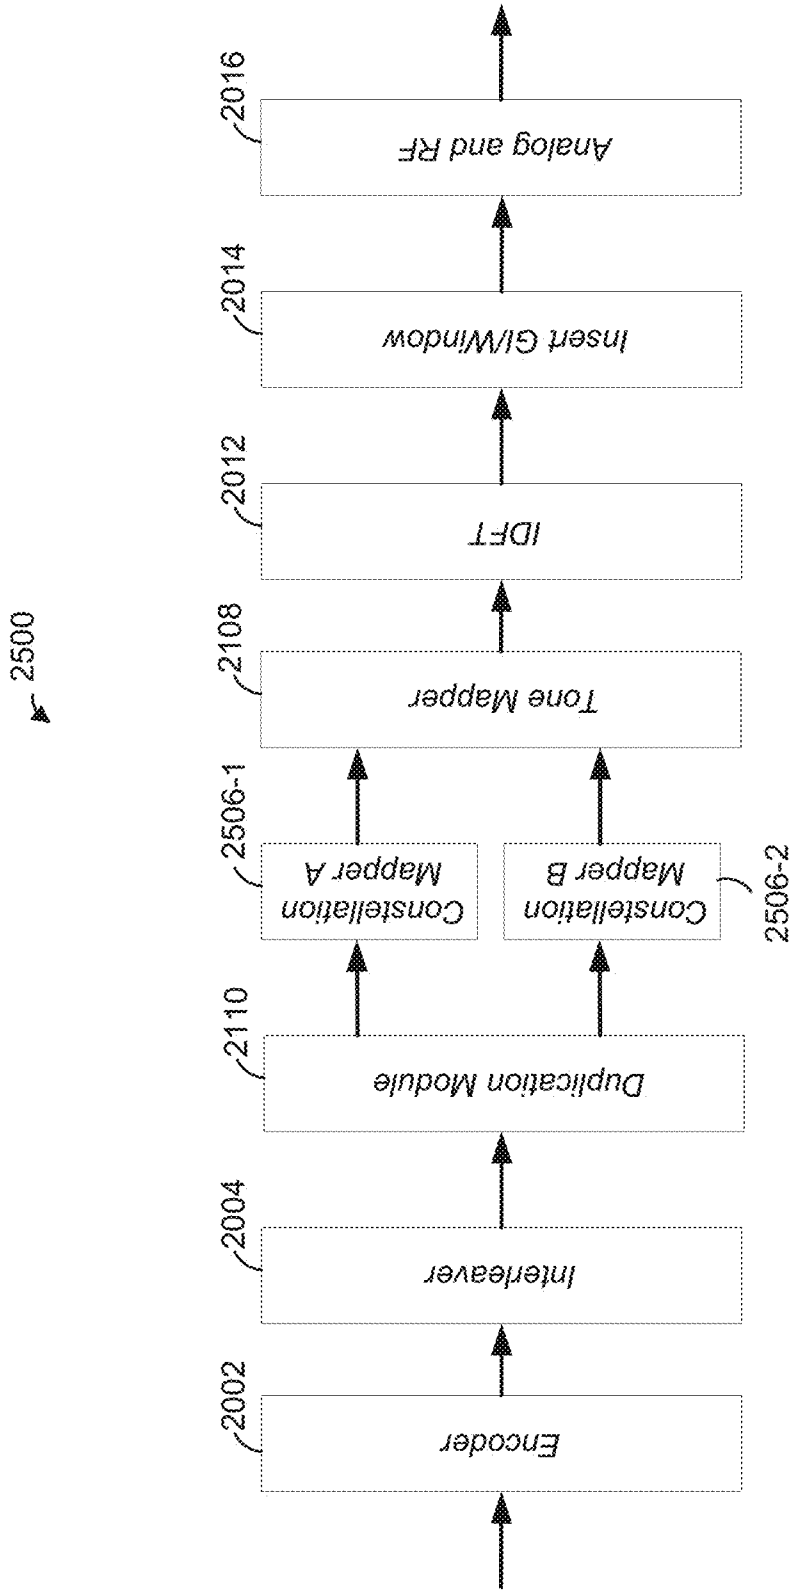 2500
2002
Encoder
2004
Interleaver
2110
Duplication Module
2506-1
Constellation
Mapper A
Constellation
Mapper B
2506-2
2108
Tone Mapper
2012
IDFT
2014
Insert GI/Window
2016
Analog and RF